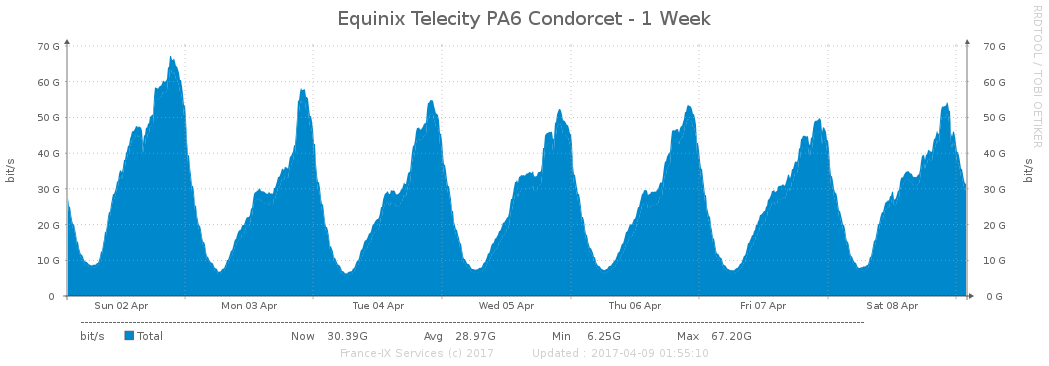 Equinix Telecity PA6 Condorcet - 1 Week
RRDTOOL / TOBI OETIKER
70 G 70 G
60 G 60 G
50 G 50 G
40 G 40 G
30 G 30 G
20 G 20 G
10 G 10 G
0 0 G
bit/s
bit/s
Sun 02 Apr Mon 03 Apr Tue 04 Apr Wed 05 Apr Thu 06 Apr Fri 07 Apr Sat 08 Apr
bit/s Total Now 30.39G Avg 28.97G Min 6.25G Max 67.20G
France-IX Services (c) 2017 Updated : 2017-04-09 01:55:10